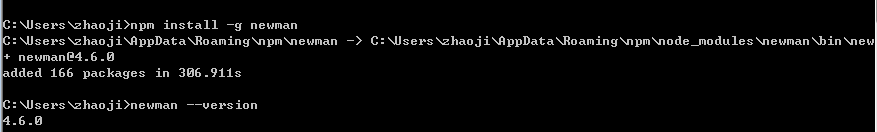 C:\Users\zhaoji>npm install -g newman
C:\Users\zhaoji\AppData\Roaming\npm\newman -> C:\Users\zhaoji\AppData\Roaming\npm\node_modules\newman\bin\new
+ newman@4.6.0
added 166 packages in 306.911s
C:\Users\zhaoji>newman --version
4.6.0